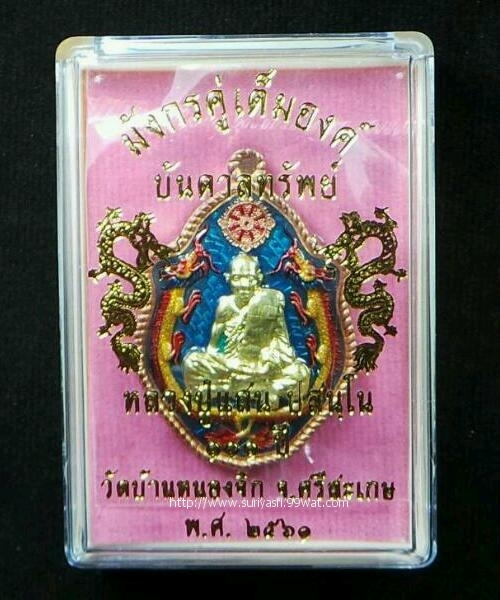 มังกรคู่เต็มองค์
บันดาลทรัพย์
หลวงปู่แสน ปสนฺโน
๑๑๑ ปี
วัดบ้านหนองจิก จ.ศรีสะเกษ
http://www.suriyasri.99wat.com
พ.ศ. ๒๕๖๑